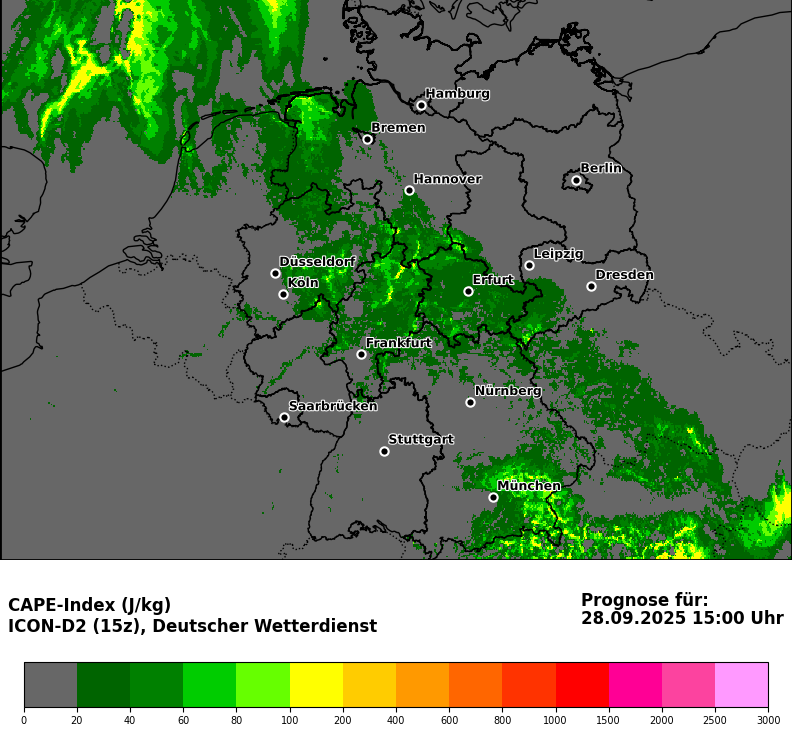 Hamburg
Bremen
Berlin
Hannover
Leipzig
Düsseldorf
Dresden
Erfurt
Köln
Frankfurt
Nürnberg
Saarbrücken
Stuttgart
München
CAPE-Index (J/kg)
ICON-D2 (15z), Deutscher Wetterdienst
Prognose für:
28.09.2025 15:00 Uhr
0 20 40 60 80 100 200 400 600 800 1000 1500 2000 2500 3000